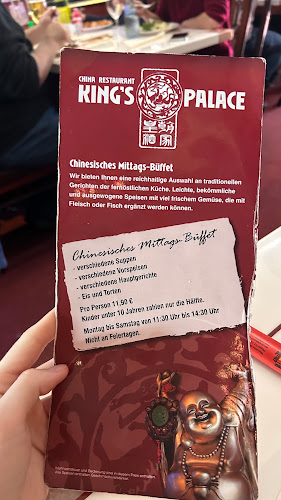 CHINA RESTAURANT
KING'S PALACE
Chinesisches Mittags-Büffet
Wir bieten Ihnen eine reichhaltige Auswahl an traditionellen
Gerichten der fernöstlichen Küche. Leichte, bekömmliche
und ausgewogene Speisen mit viel frischem Gemüse, die mit
Fleisch oder Fisch ergänzt werden können.
Chinesisches Mittags-Büffet
- verschiedene Suppen
- verschiedene Vorspeisen
- verschiedene Hauptgerichte
- Eis und Torten
Pro Person 11,90 €
Kinder unter 10 Jahren zahlen nur die Hälfte.
Montag bis Samstag von 11:30 Uhr bis 14:30 Uhr
Nicht an Feiertagen.